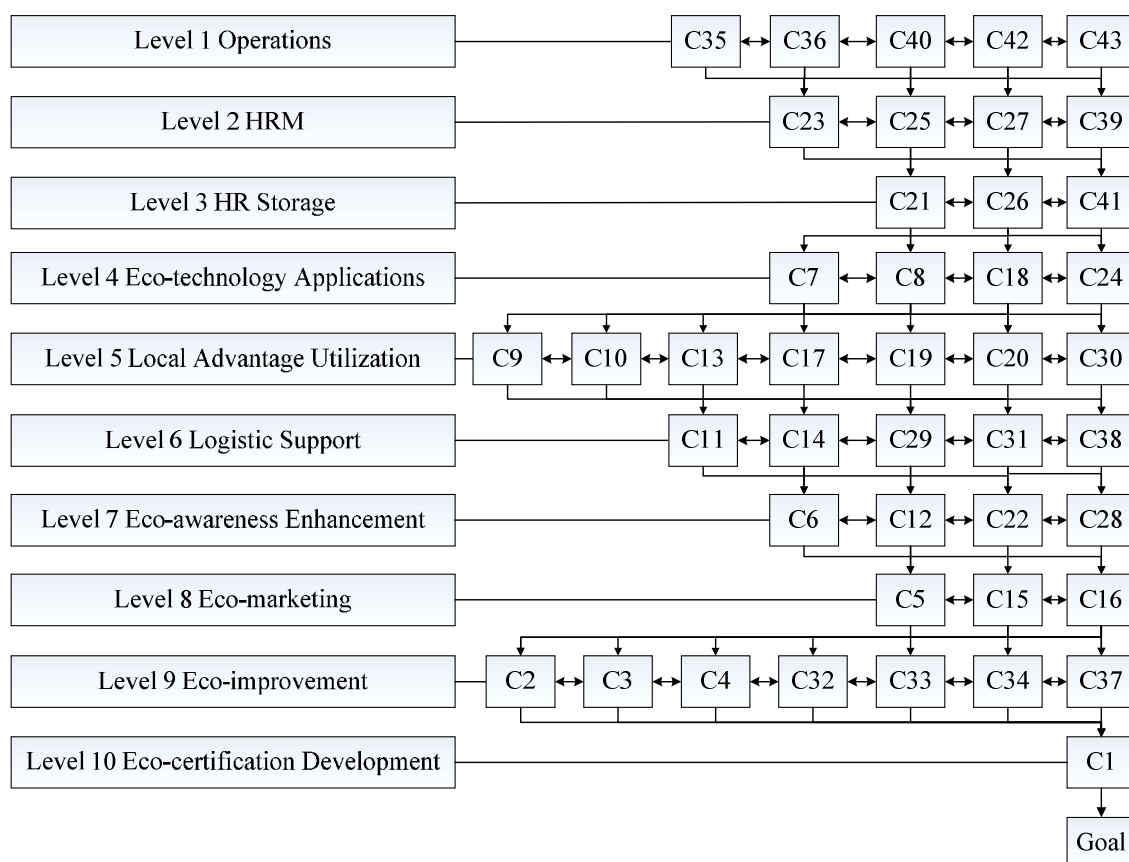 Level 1 Operations C35 C36 C40 C42 C43
Level 2 HRM C23 C25 C27 C39
Level 3 HR Storage C21 C26 C41
Level 4 Eco-technology Applications C7 C8 C18 C24
Level 5 Local Advantage Utilization C9 C10 C13 C17 C19 C20 C30
Level 6 Logistic Support C11 C14 C29 C31 C38
Level 7 Eco-awareness Enhancement C6 C12 C22 C28
Level 8 Eco-marketing C5 C15 C16
Level 9 Eco-improvement C2 C3 C4 C32 C33 C34 C37
Level 10 Eco-certification Development C1
Goal